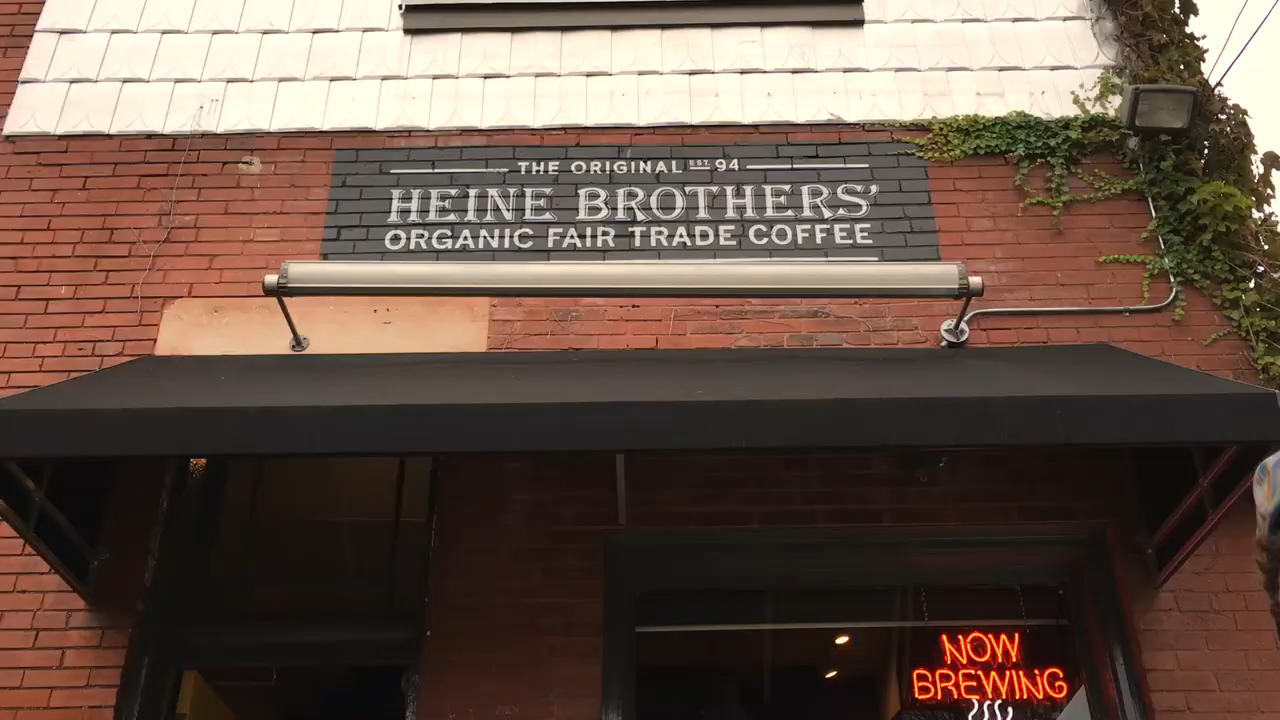 THE ORIGINAL EST. 94
HEINE BROTHERS'
ORGANIC FAIR TRADE COFFEE
NOW
BREWING